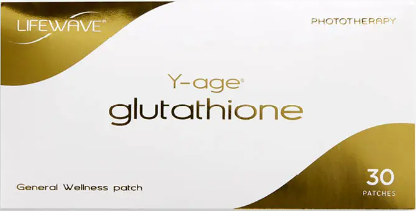 LIFEWAVE®
PHOTOTHERAPY
Y-age®
glutathione
General Wellness patch
30
PATCHES